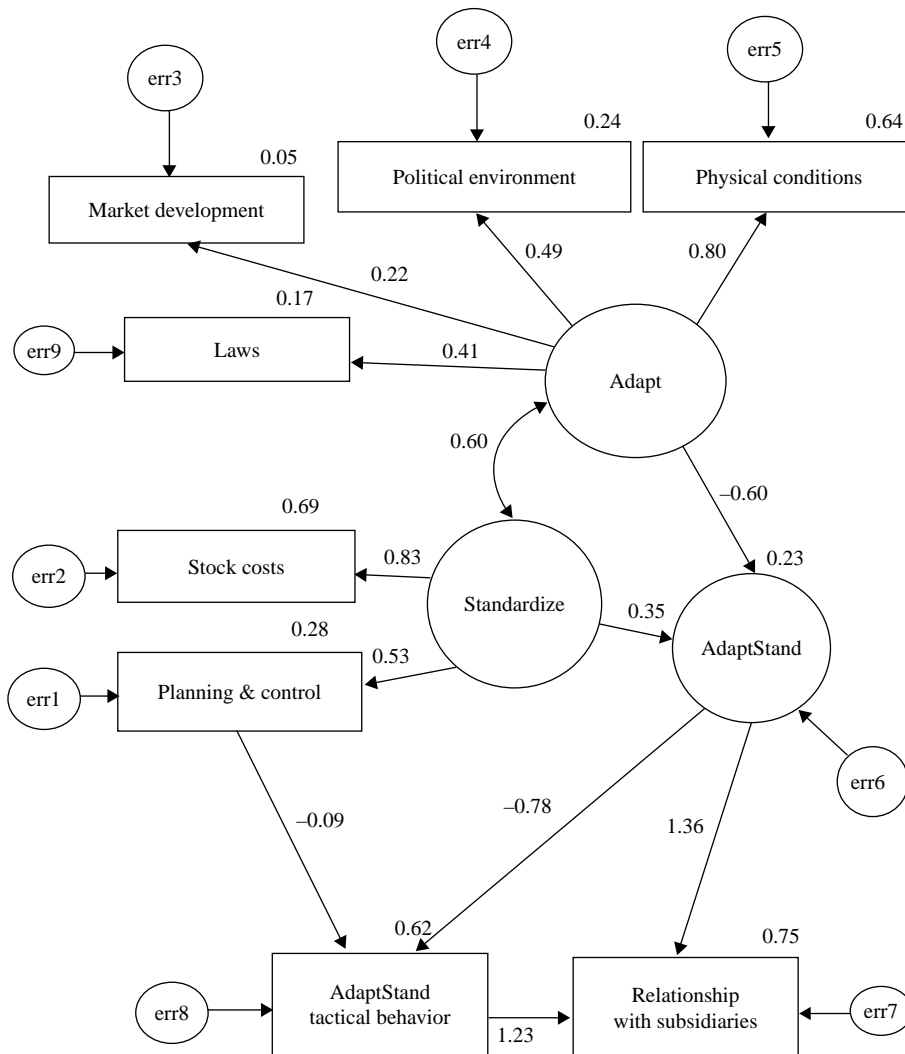 err4
err5
err3
0.24
0.64
0.05
Political environment
Physical conditions
Market development
0.49
0.80
0.22
0.17
err9
Laws
0.41
Adapt
0.60
–0.60
0.69
err2
Stock costs
0.83
0.23
Standardize
0.35
0.28
AdaptStand
0.53
err1
Planning & control
err6
–0.09
–0.78
1.36
0.62
0.75
err8
AdaptStand
tactical behavior
1.23
Relationship
with subsidiaries
err7